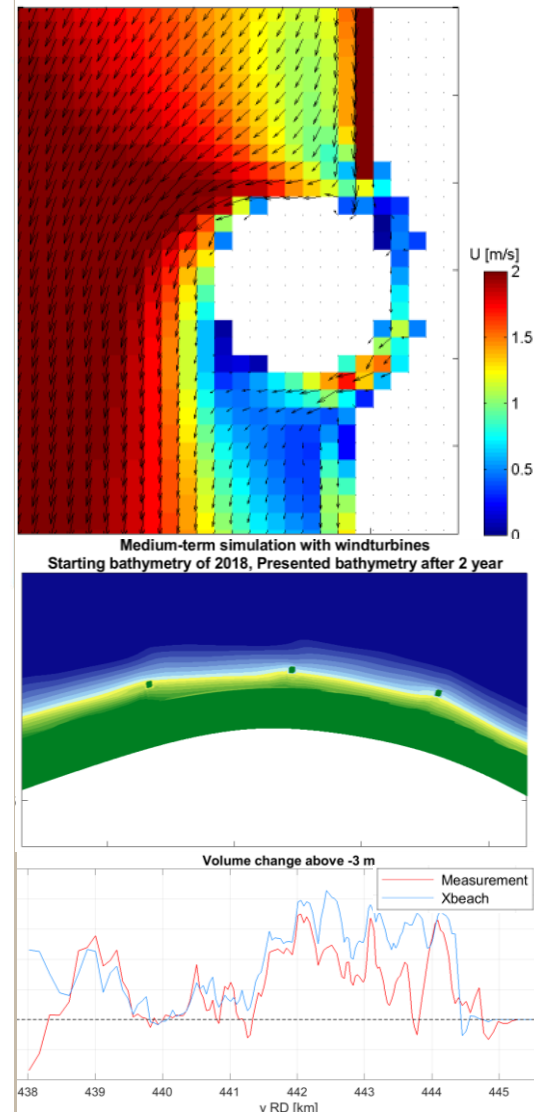 U [m/s]
2
1.5
1
0.5
0
Medium-term simulation with windturbines
Starting bathymetry of 2018, Presented bathymetry after 2 year
Volume change above -3 m
Measurement
Xbeach
438 439 440 441 442 443 444 445
y RD [km]